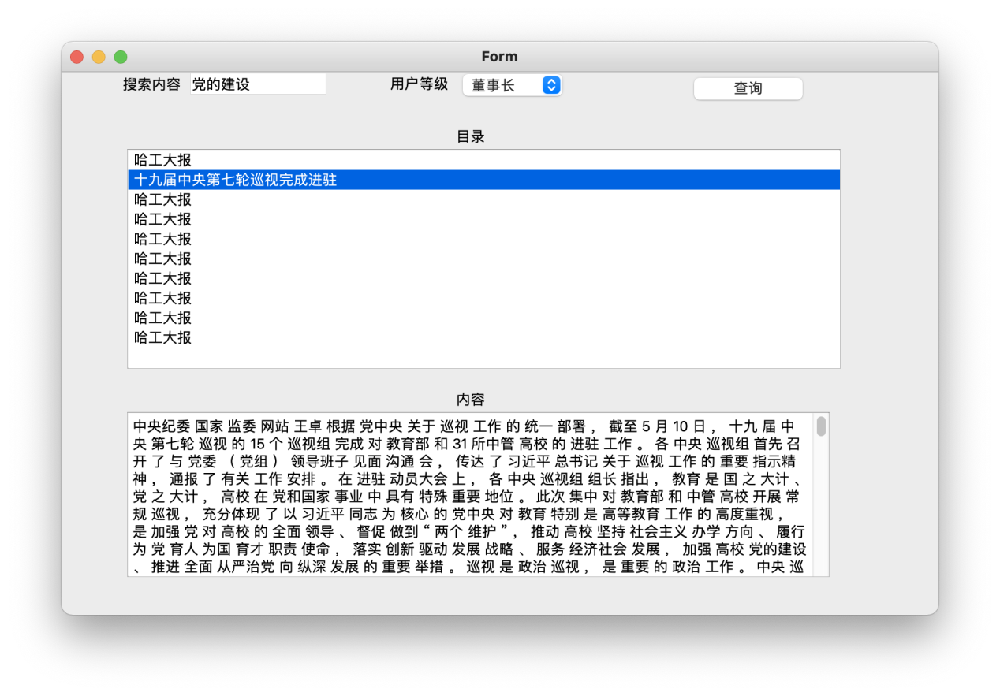 Form
搜索内容 党的建设 用户等级 董事长 查询
目录
哈工大报
十九届中央第七轮巡视完成进驻
哈工大报
哈工大报
哈工大报
哈工大报
哈工大报
哈工大报
哈工大报
哈工大报
内容
中央纪委 国家 监委 网站 王卓 根据 党中央 关于 巡视 工作 的 统一 部署 ， 截至 5 月 10 日 ， 十九 届 中
央 第七轮 巡视 的 15 个 巡视组 完成 对 教育部 和 31 所中管 高校 的 进驻 工作 。 各 中央 巡视组 首先 召
开 了 与 党委 （ 党组 ） 领导班子 见面 沟通 会 ， 传达 了 习近平 总书记 关于 巡视 工作 的 重要 指示精
神 ， 通报 了 有关 工作 安排 。 在 进驻 动员大会 上 ， 各 中央 巡视组 组长 指出 ， 教育 是 国 之 大计 、
党 之 大计 ， 高校 在 党和国家 事业 中 具有 特殊 重要 地位 。 此次 集中 对 教育部 和 中管 高校 开展 常
规 巡视 ， 充分体现 了 以 习近平 同志 为 核心 的 党中央 对 教育 特别 是 高等教育 工作 的 高度重视 ，
是 加强 党 对 高校 的 全面 领导 、 督促 做到 “ 两个 维护 ” ， 推动 高校 坚持 社会主义 办学 方向 、 履行
为 党 育人 为国 育才 职责 使命 ， 落实 创新 驱动 发展 战略 、 服务 经济社会 发展 ， 加强 高校 党的建设
、 推进 全面 从严治党 向 纵深 发展 的 重要 举措 。 巡视 是 政治 巡视 ， 是 重要 的 政治 工作 。 中央 巡